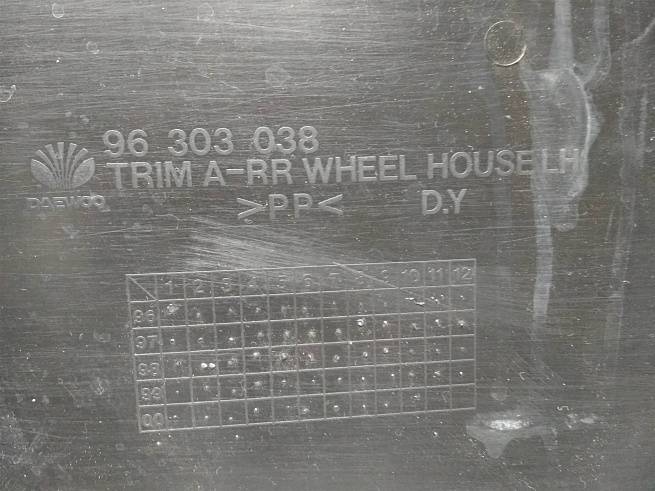 96 303 038
TRIM A-RR WHEEL HOUSE LH
DAEWOO
>PP< D.Y
1 2 3 4 5 6 7 8 9 10 11 12
96
97
98
99
00